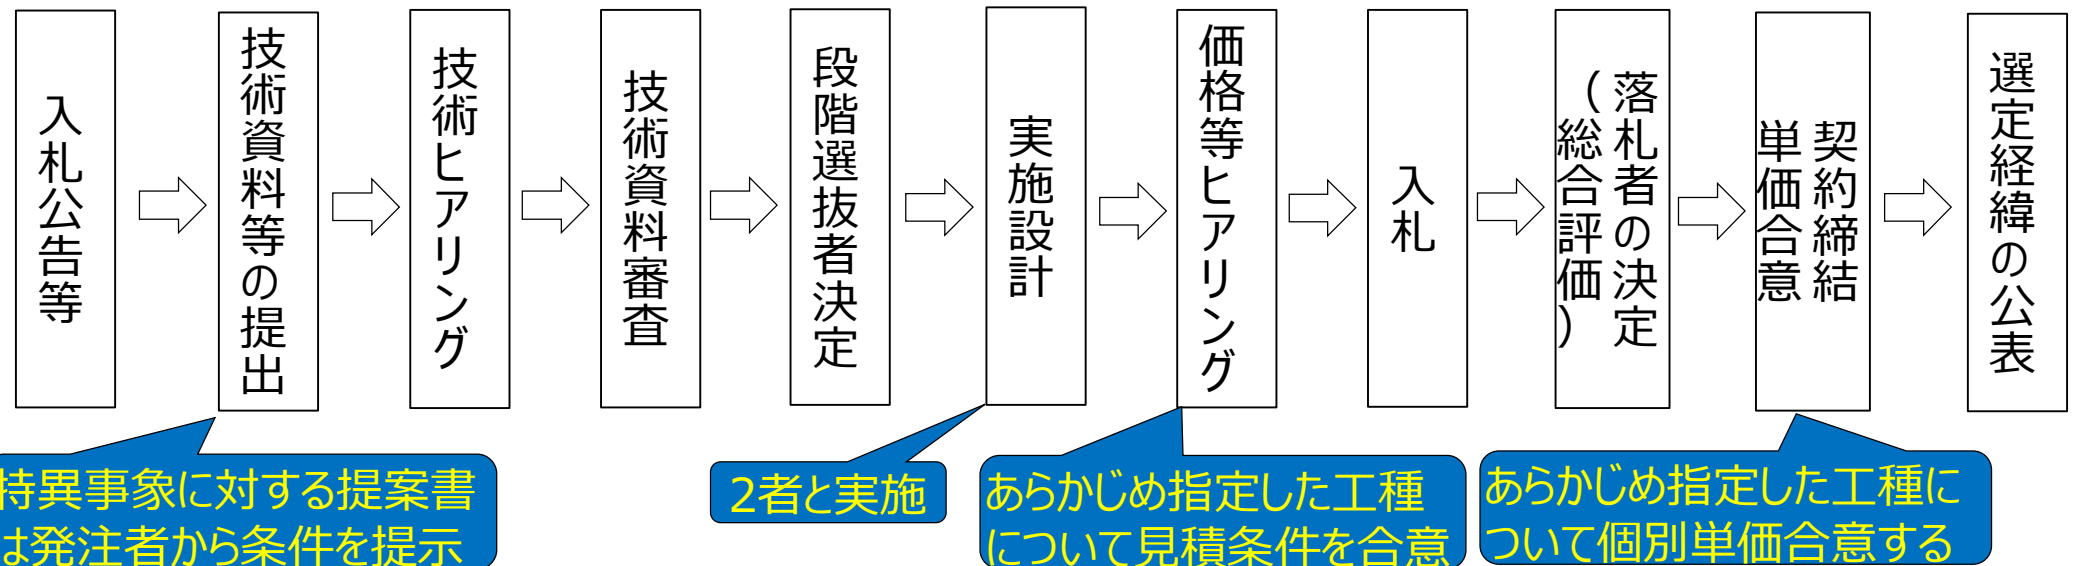 入札公告等
技術資料等の提出
技術ヒアリング
技術資料審査
段階選抜者決定
実施設計
価格等ヒアリング
入札
落札者の決定
（総合評価）
契約締結
単価合意
選定経緯の公表
特異事象に対する提案書
は発注者から条件を提示
2者と実施
あらかじめ指定した工種
について見積条件を合意
あらかじめ指定した工種に
ついて個別単価合意する